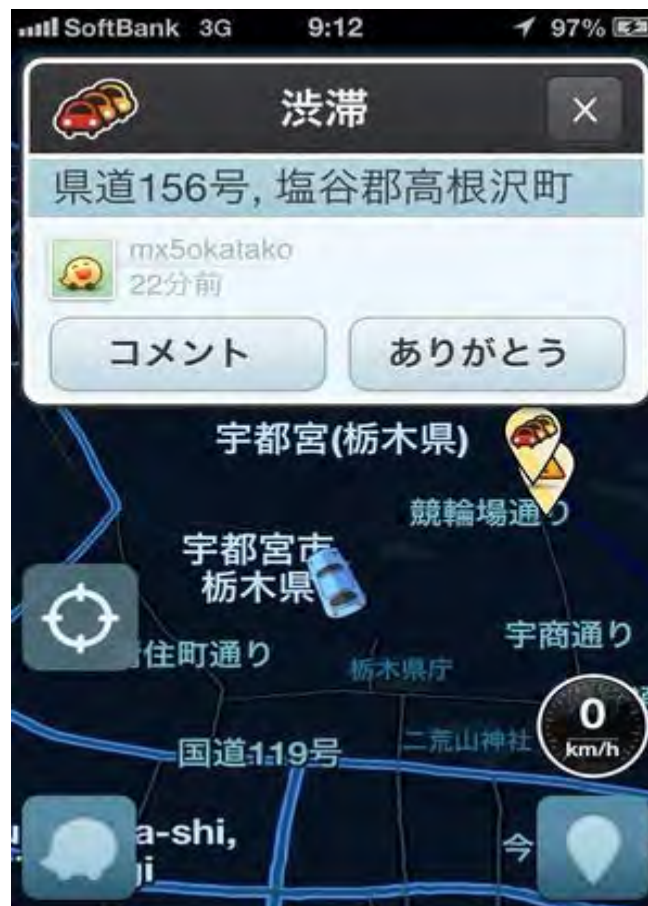 SoftBank 3G 9:12 97%
渋滞
県道156号, 塩谷郡高根沢町
mx5okatako
22分前
コメント ありがとう
宇都宮(栃木県)
競輪場通り
宇都宮市
栃木県
住町通り
宇商通り
栃木県庁
二荒山神社
0
km/h
国道119号
a-shi,
今